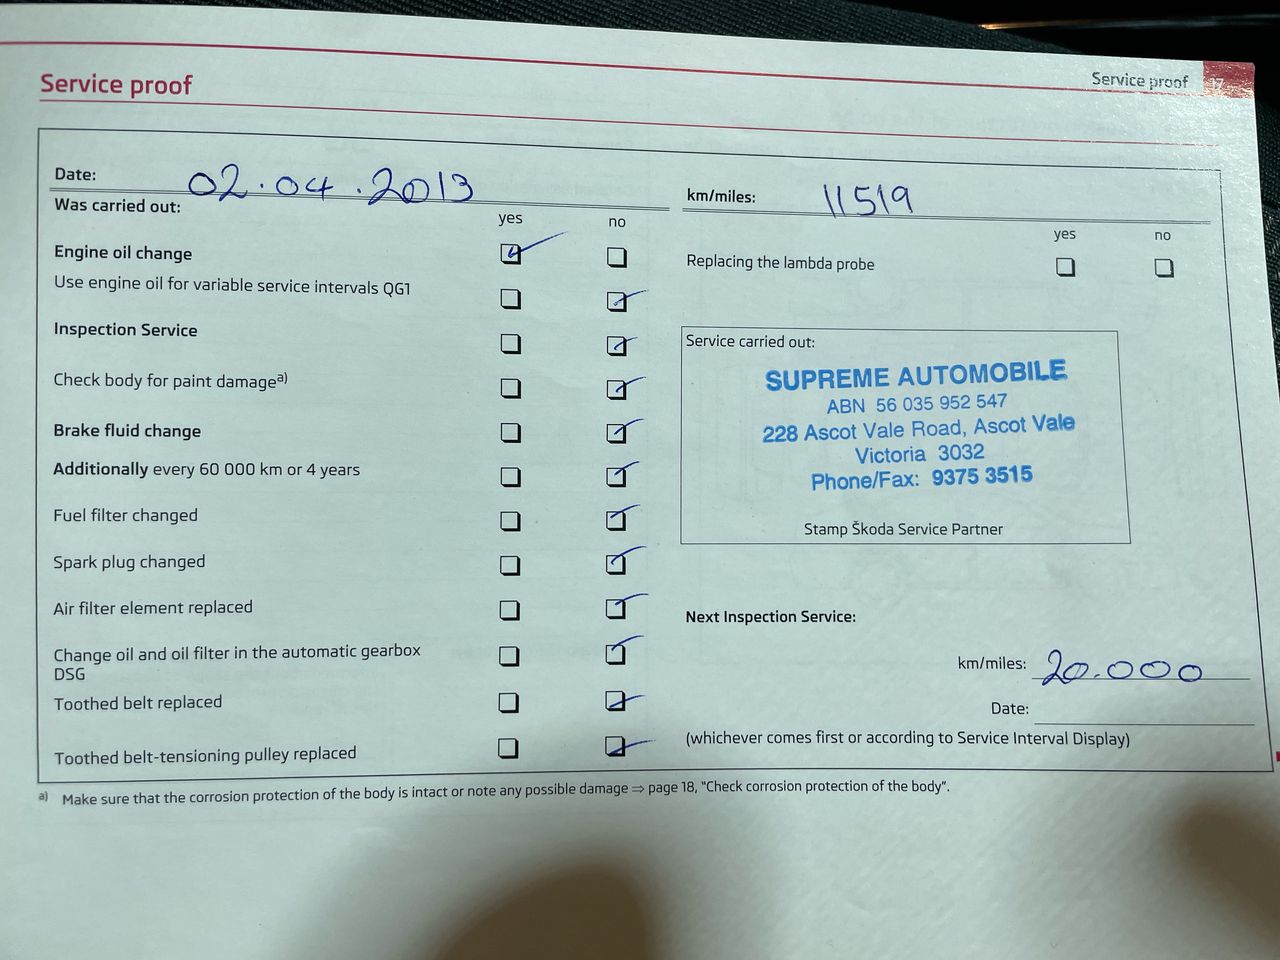 Service proof
Service proof 17
Date: 02.04.2013
km/miles: 11519
Was carried out:
yes no
yes no
Engine oil change
Replacing the lambda probe
Use engine oil for variable service intervals QG1
Inspection Service
Check body for paint damage a)
Brake fluid change
Additionally every 60 000 km or 4 years
Fuel filter changed
Spark plug changed
Air filter element replaced
Change oil and oil filter in the automatic gearbox
DSG
Toothed belt replaced
Toothed belt-tensioning pulley replaced
Service carried out:
SUPREME AUTOMOBILE
ABN 56 035 952 547
228 Ascot Vale Road, Ascot Vale
Victoria 3032
Phone/Fax: 9375 3515
Stamp Škoda Service Partner
Next Inspection Service:
km/miles: 20.000
Date:
(whichever comes first or according to Service Interval Display)
a) Make sure that the corrosion protection of the body is intact or note any possible damage ⇒ page 18, "Check corrosion protection of the body".